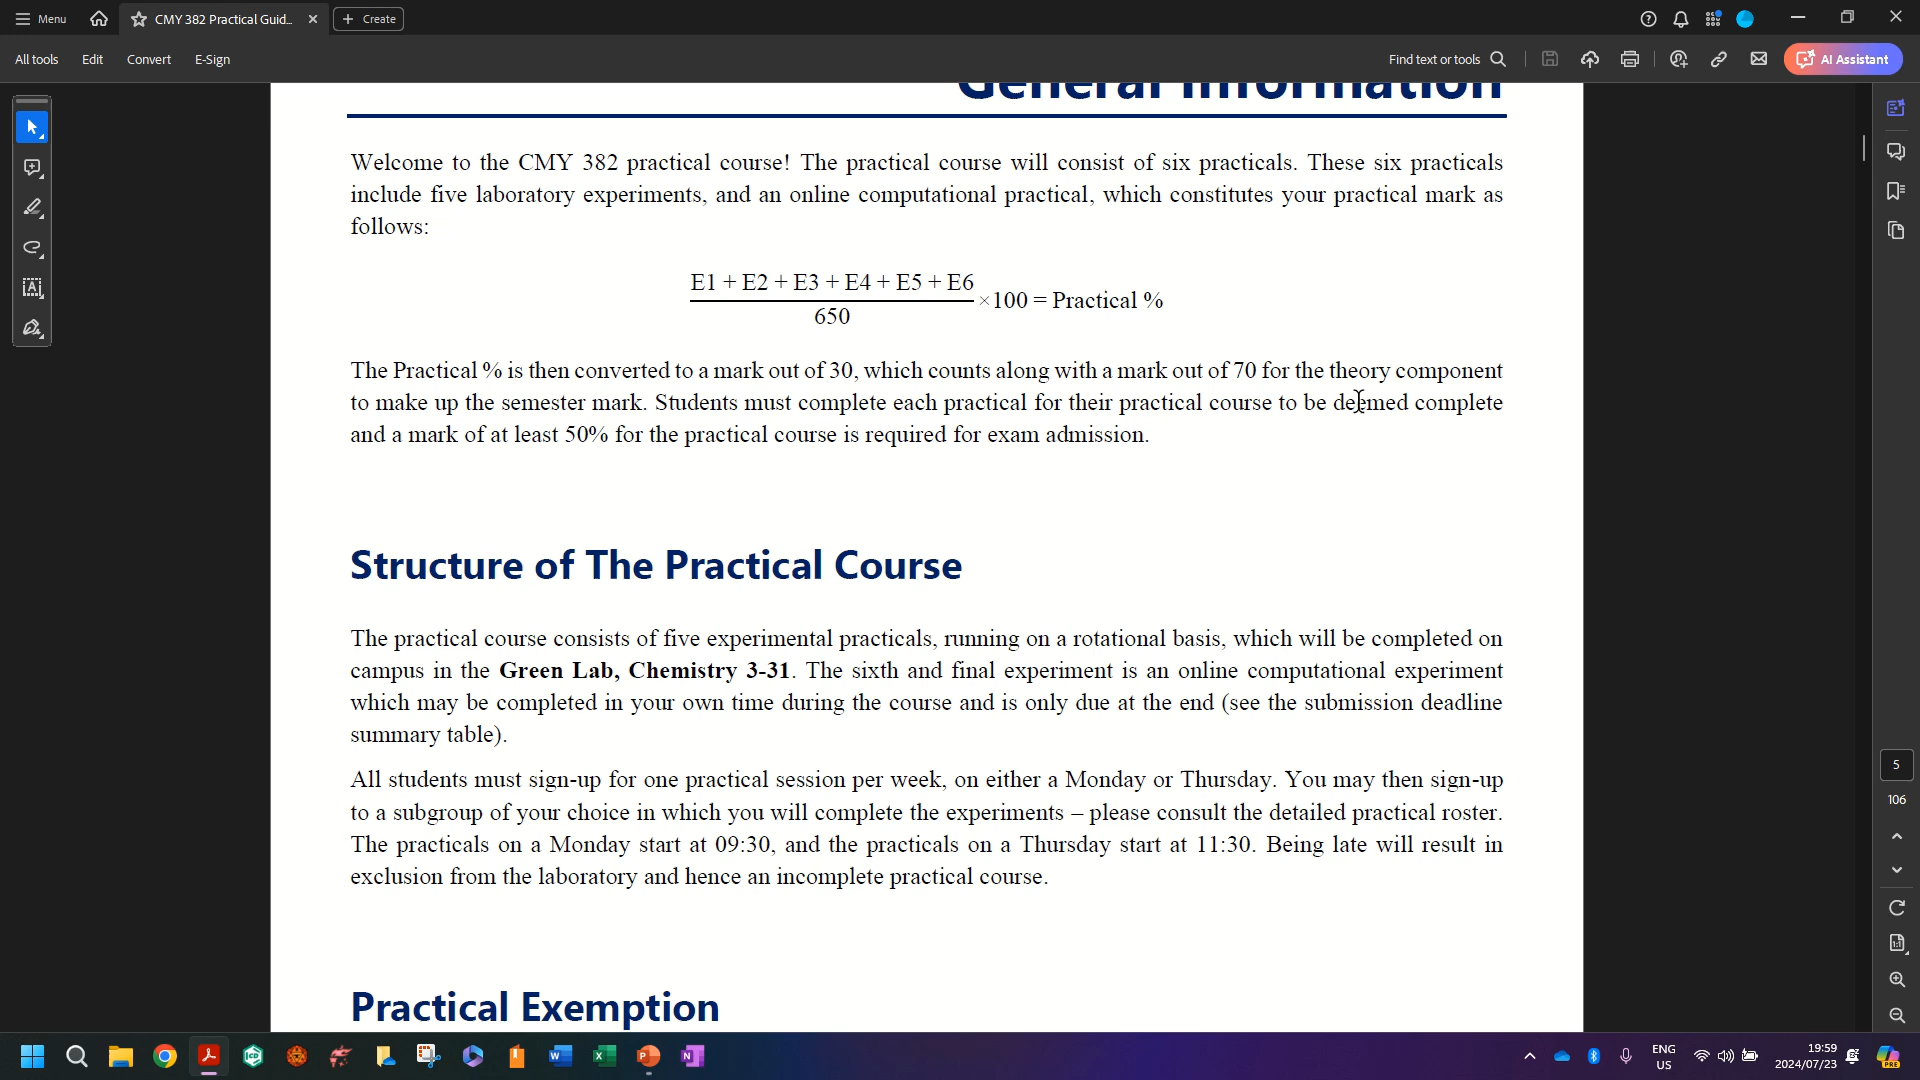 Menu
CMY 382 Practical Guid...
Create
All tools
Edit
Convert
E-Sign
Find text or tools
AI Assistant
General Information
Welcome to the CMY 382 practical course! The practical course will consist of six practicals. These six practicals
include five laboratory experiments, and an online computational practical, which constitutes your practical mark as
follows:
E1 + E2 + E3 + E4 + E5 + E6
×100 = Practical %
650
The Practical % is then converted to a mark out of 30, which counts along with a mark out of 70 for the theory component
to make up the semester mark. Students must complete each practical for their practical course to be deemed complete
and a mark of at least 50% for the practical course is required for exam admission.
Structure of The Practical Course
The practical course consists of five experimental practicals, running on a rotational basis, which will be completed on
campus in the Green Lab, Chemistry 3-31. The sixth and final experiment is an online computational experiment
which may be completed in your own time during the course and is only due at the end (see the submission deadline
summary table).
All students must sign-up for one practical session per week, on either a Monday or Thursday. You may then sign-up
to a subgroup of your choice in which you will complete the experiments – please consult the detailed practical roster.
The practicals on a Monday start at 09:30, and the practicals on a Thursday start at 11:30. Being late will result in
exclusion from the laboratory and hence an incomplete practical course.
Practical Exemption
5
106
ENG
US
19:59
2024/07/23